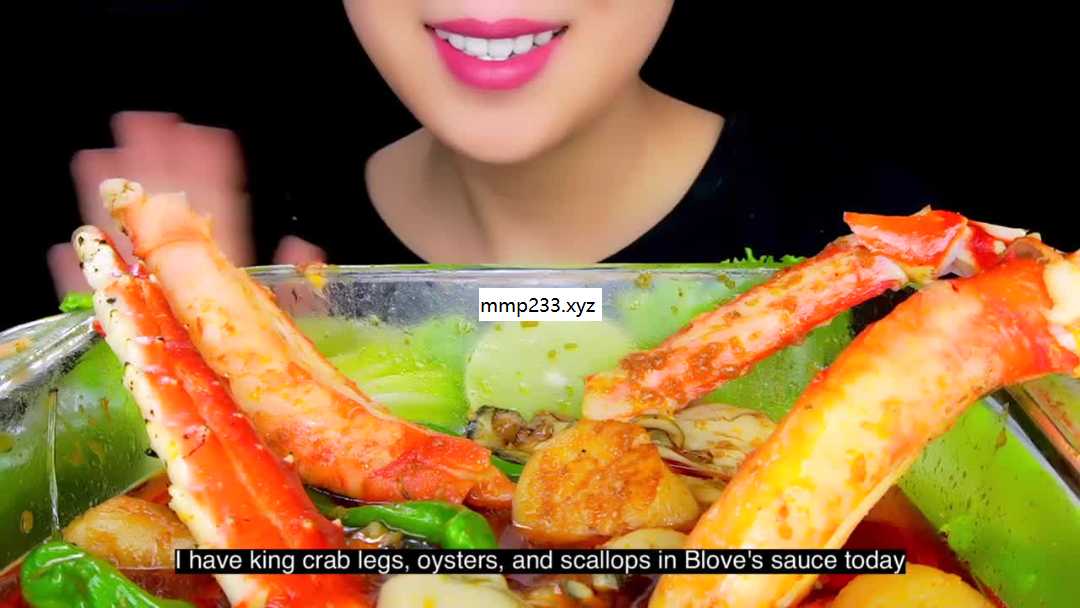 mmp233.xyz
I have king crab legs, oysters, and scallops in Blove's sauce today